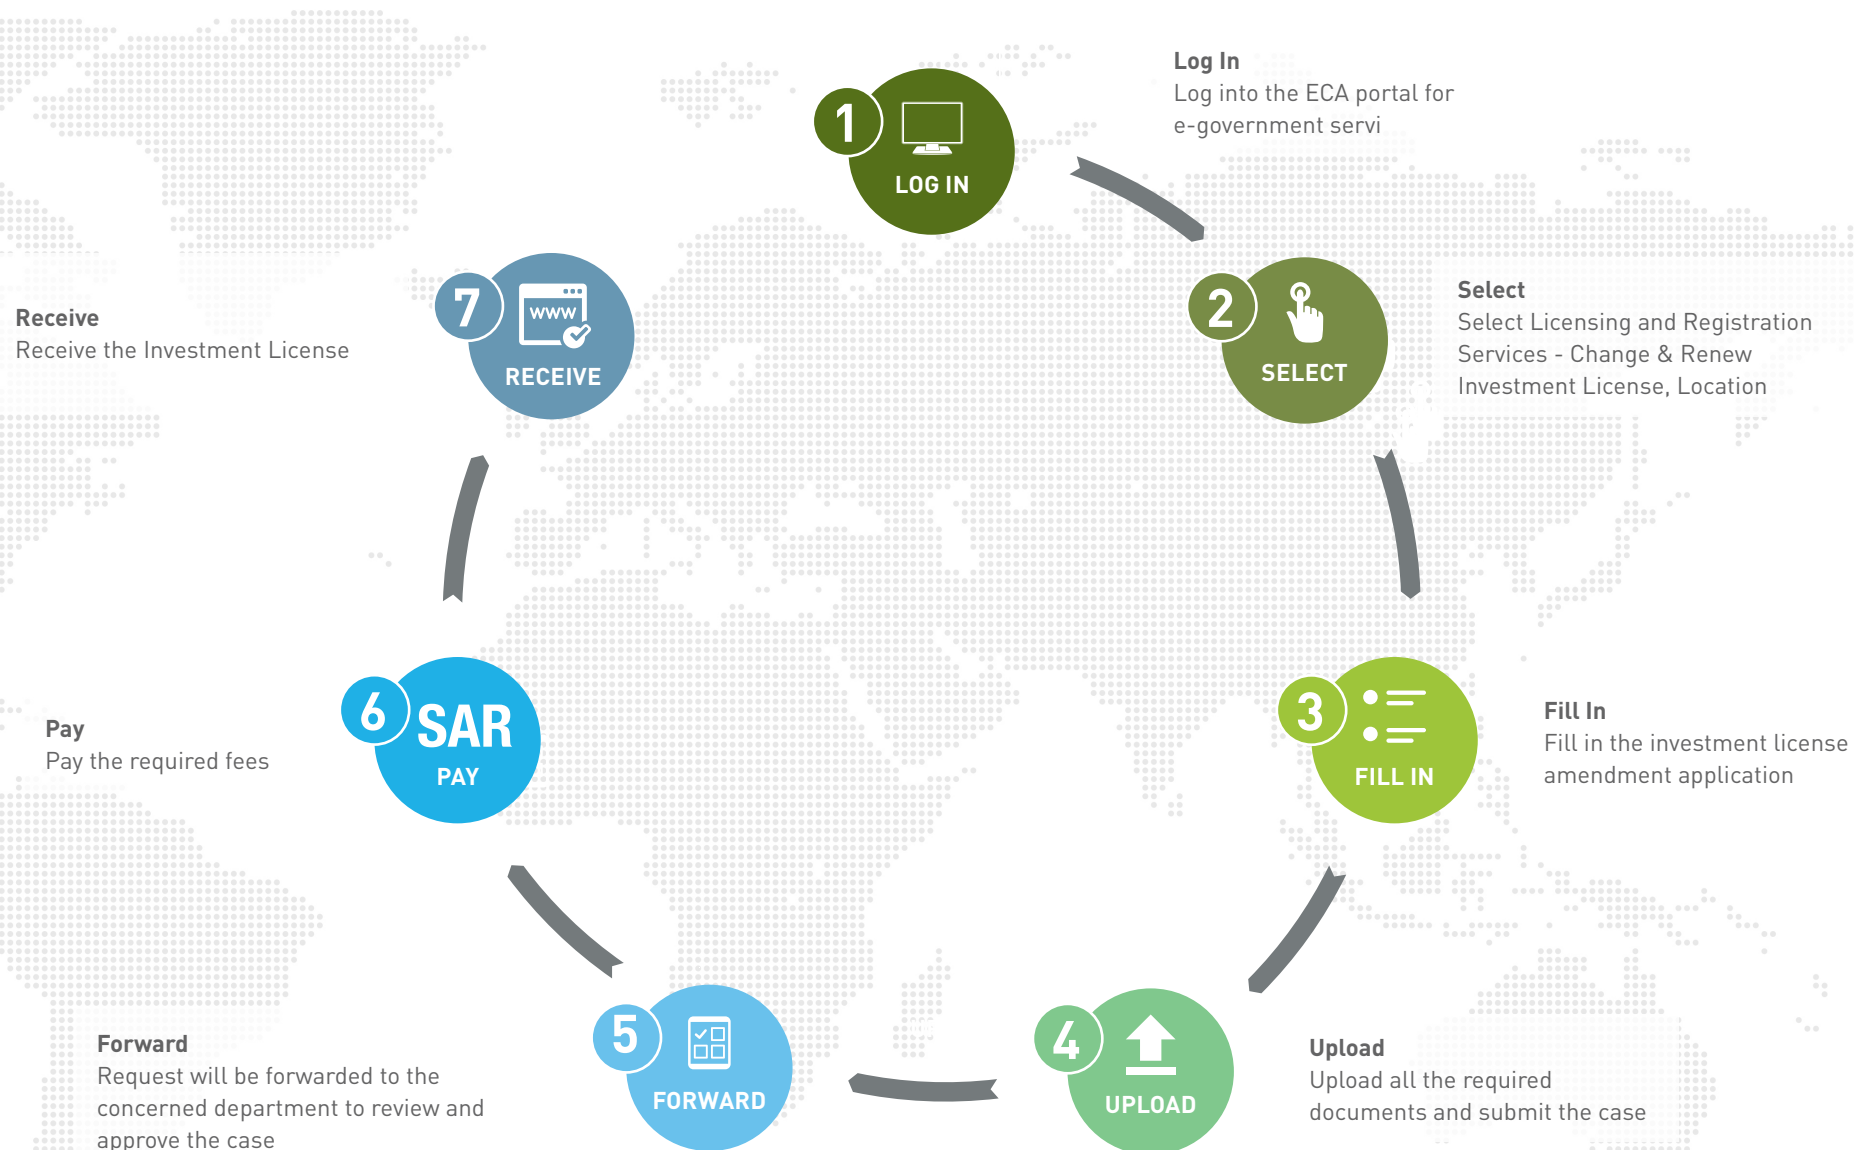 1
LOG IN
Log In
Log into the ECA portal for
e-government servi
2
SELECT
Select
Select Licensing and Registration
Services - Change & Renew
Investment License, Location
3
FILL IN
Fill In
Fill in the investment license
amendment application
4
UPLOAD
Upload
Upload all the required
documents and submit the case
5
FORWARD
Forward
Request will be forwarded to the
concerned department to review and
approve the case
6
SAR
PAY
Pay
Pay the required fees
7
WWW
RECEIVE
Receive
Receive the Investment License